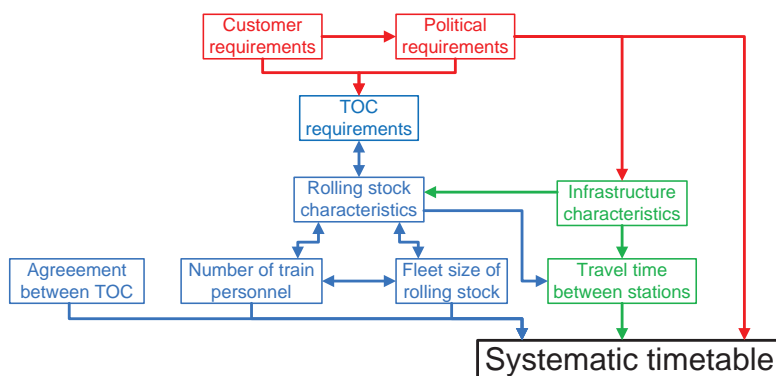 Customer
requirements
Political
requirements
TOC
requirements
Rolling stock
characteristics
Infrastructure
characteristics
Agreeement
between TOC
Number of train
personnel
Fleet size of
rolling stock
Travel time
between stations
Systematic timetable